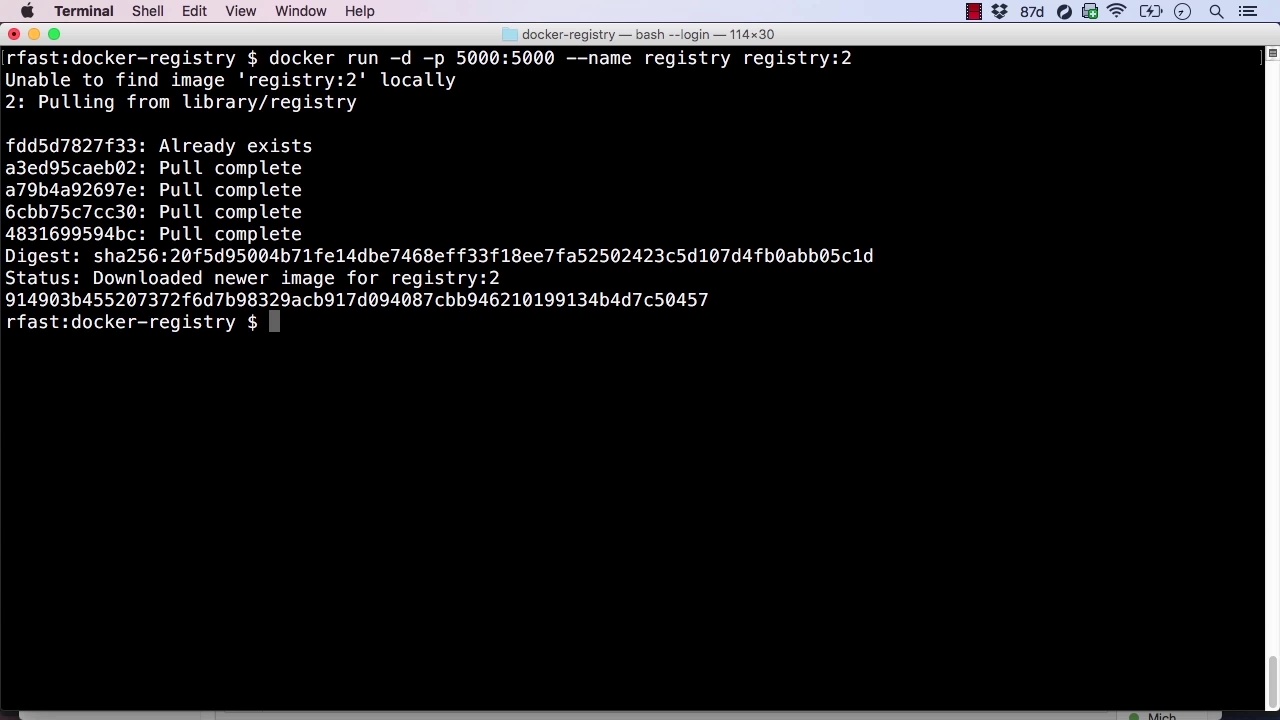 Terminal Shell Edit View Window Help 87d
docker-registry — bash --login — 114×30
rfast:docker-registry $ docker run -d -p 5000:5000 --name registry registry:2
Unable to find image 'registry:2' locally
2: Pulling from library/registry
fdd5d7827f33: Already exists
a3ed95caeb02: Pull complete
a79b4a92697e: Pull complete
6cbb75c7cc30: Pull complete
4831699594bc: Pull complete
Digest: sha256:20f5d95004b71fe14dbe7468eff33f18ee7fa52502423c5d107d4fb0abb05c1d
Status: Downloaded newer image for registry:2
914903b455207372f6d7b98329acb917d094087cbb946210199134b4d7c50457
rfast:docker-registry $
Mich